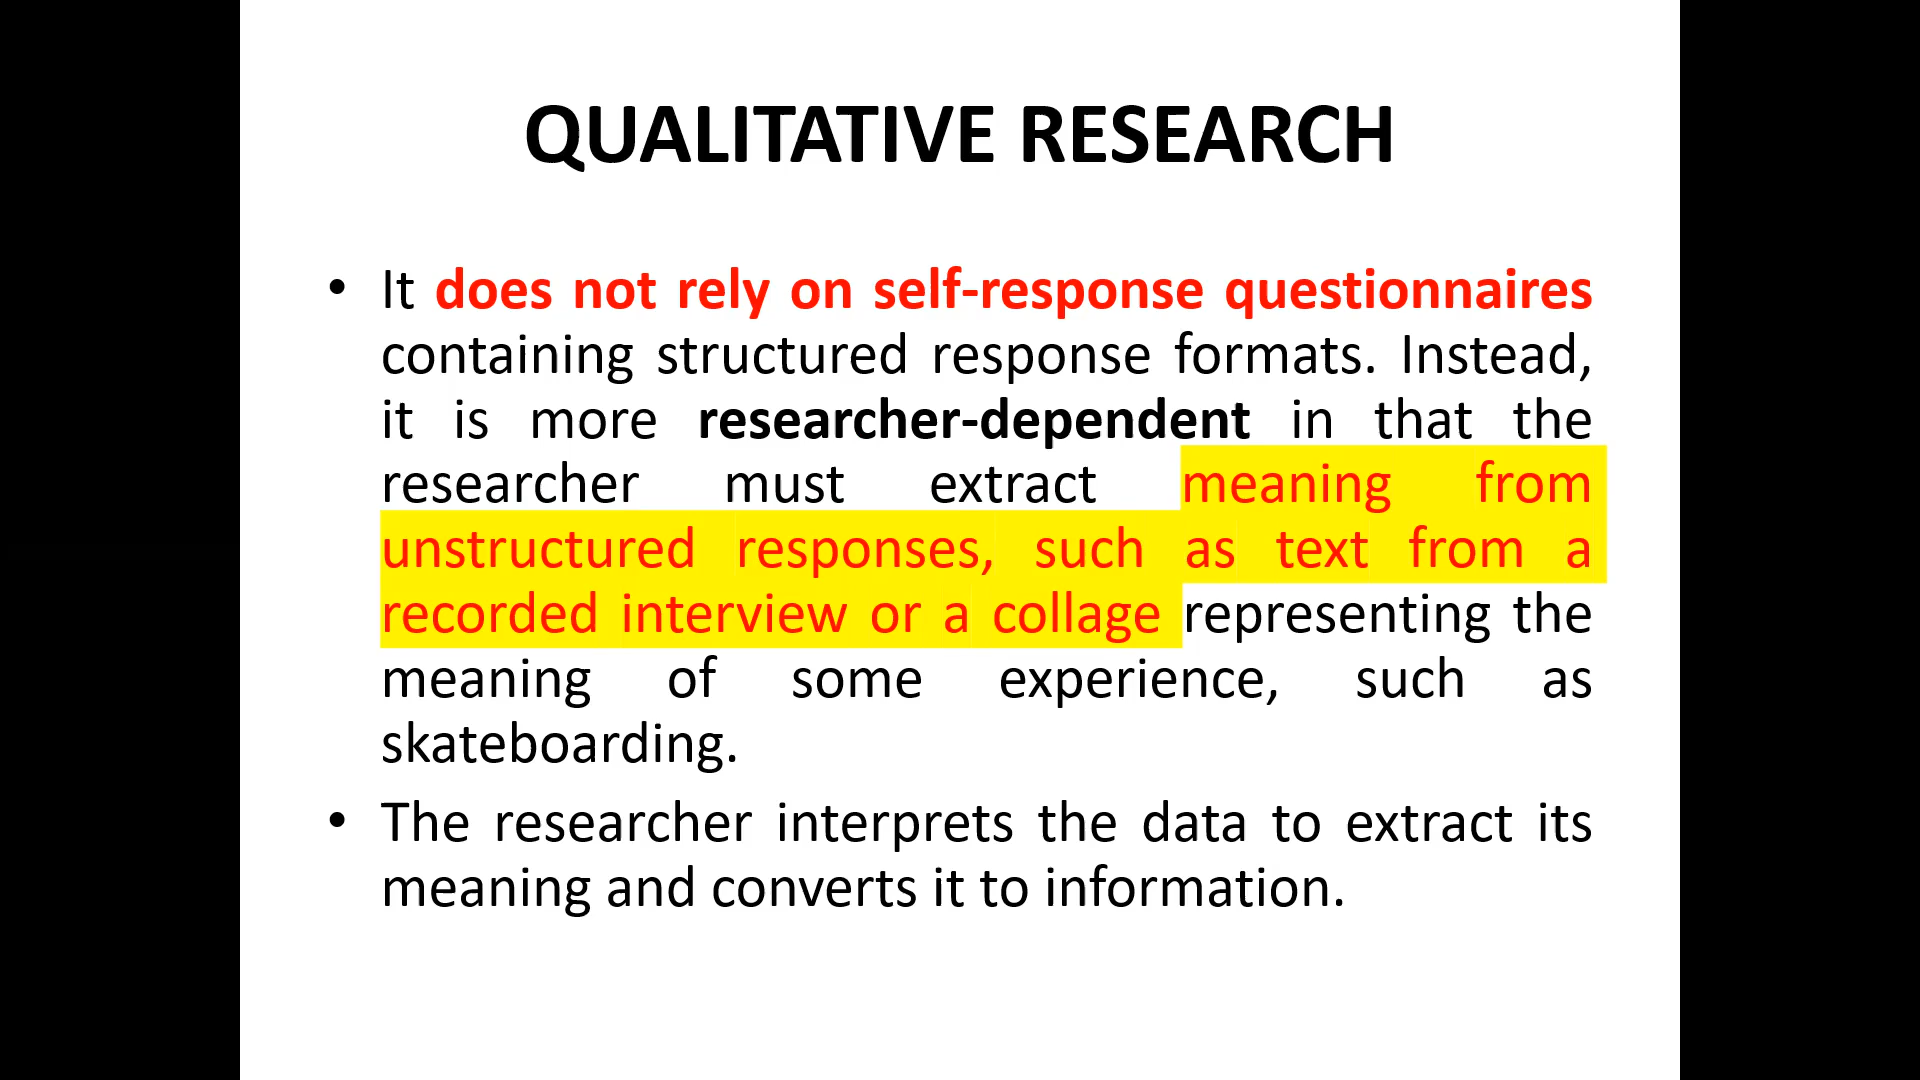 QUALITATIVE RESEARCH
• It does not rely on self-response questionnaires
containing structured response formats. Instead,
it is more researcher-dependent in that the
researcher must extract meaning from
unstructured responses, such as text from a
recorded interview or a collage representing the
meaning of some experience, such as
skateboarding.
• The researcher interprets the data to extract its
meaning and converts it to information.